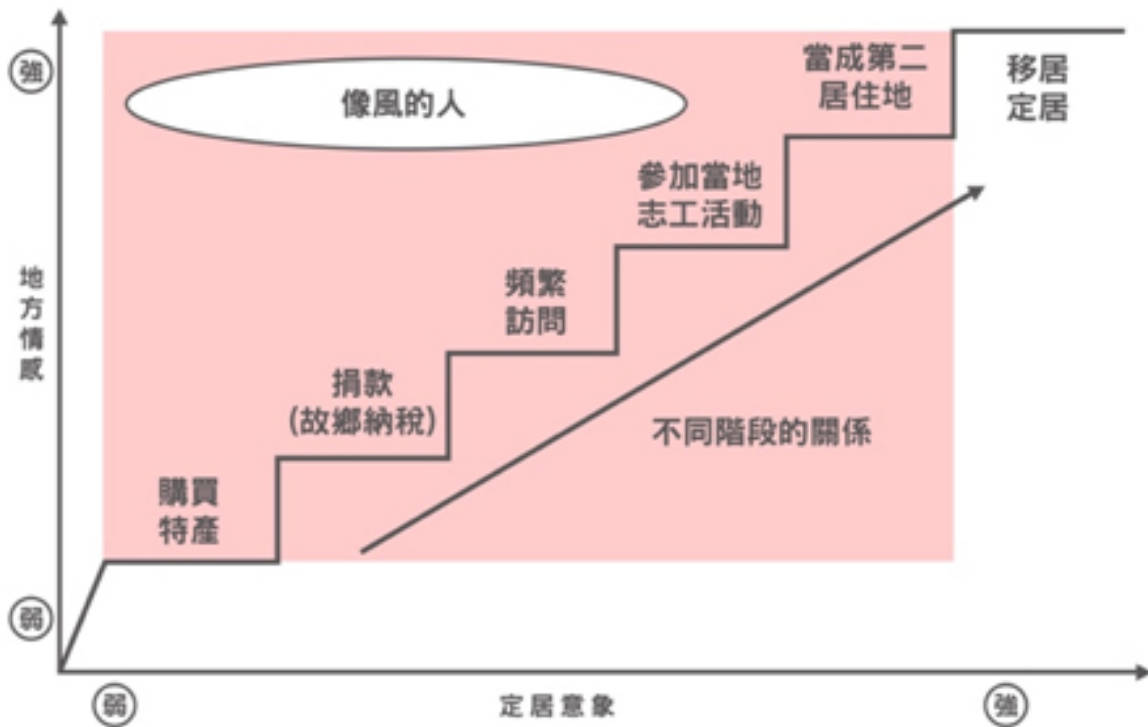 強
像風的人
當成第二
居住地
移居
定居
參加當地
志工活動
地方情感
頻繁
訪問
捐款
(故鄉納稅)
不同階段的關係
購買
特產
弱
弱
定居意象
強